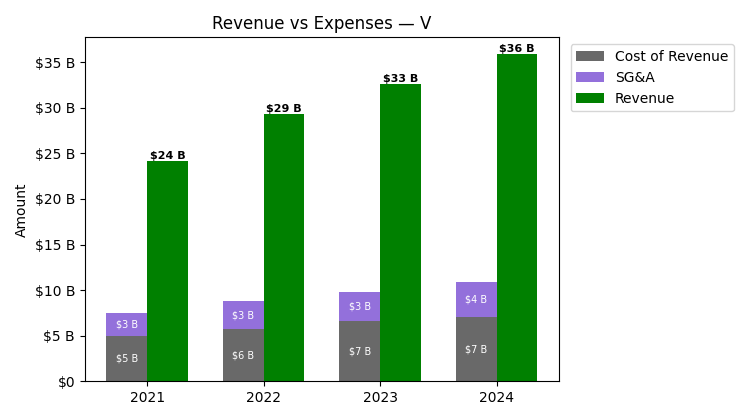 Revenue vs Expenses — V
Cost of Revenue
SG&A
Revenue
Amount
$35 B
$30 B
$25 B
$20 B
$15 B
$10 B
$5 B
$0
$24 B
$29 B
$33 B
$36 B
$3 B
$3 B
$3 B
$4 B
$5 B
$6 B
$7 B
$7 B
2021
2022
2023
2024